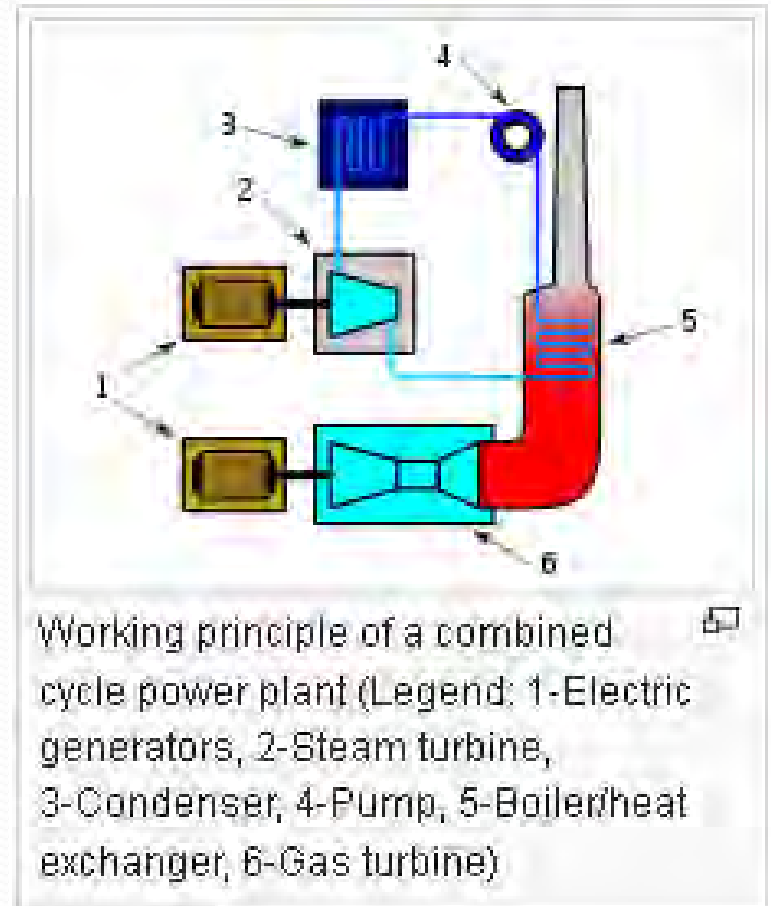 4
3
2
5
1
6
Working principle of a combined
cycle power plant (Legend: 1-Electric
generators, 2-Steam turbine,
3-Condenser, 4-Pump, 5-Boiler/heat
exchanger, 6-Gas turbine)